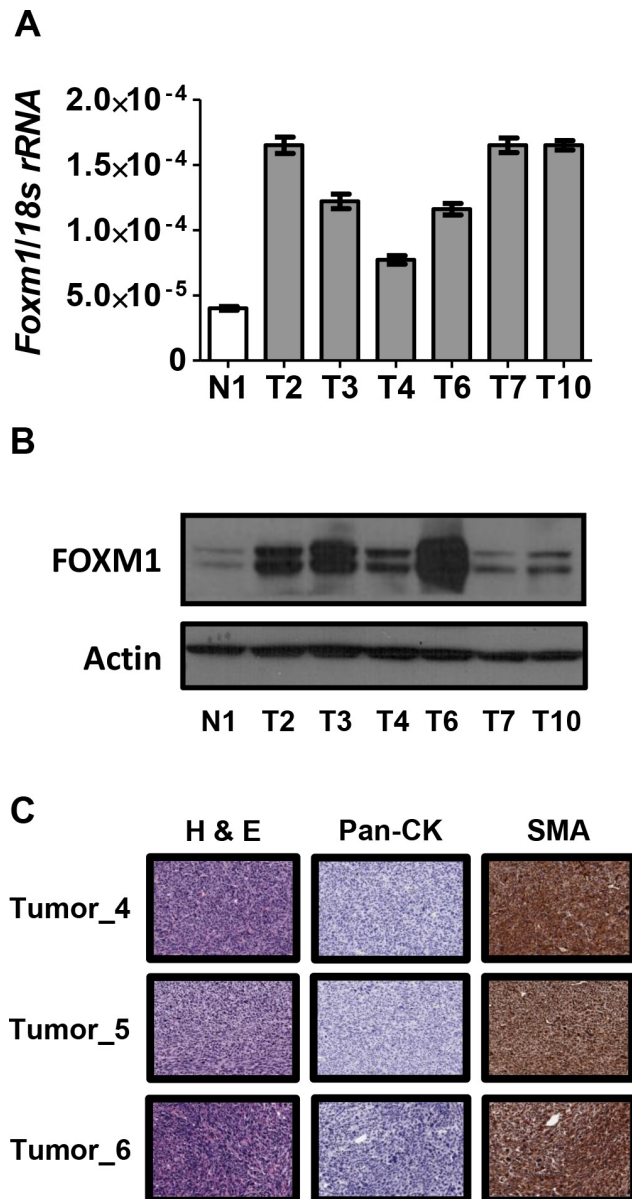 A
Foxm1/18s rRNA
2.0×10 -4
1.5×10 -4
1.0×10 -4
5.0×10 -5
0
N1 T2 T3 T4 T6 T7 T10
B
FOXM1
Actin
N1 T2 T3 T4 T6 T7 T10
C
H & E Pan-CK SMA
Tumor_4
Tumor_5
Tumor_6